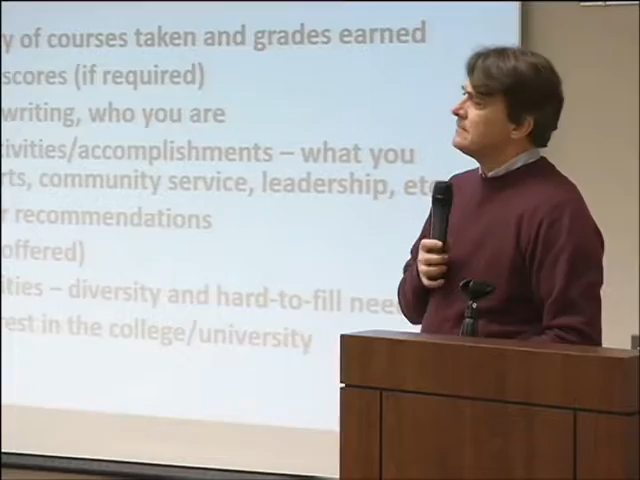 y of courses taken and grades earned
scores (if required)
writing, who you are
ivities/accomplishments – what you
rts, community service, leadership, etc
r recommendations
offered)
ities – diversity and hard-to-fill nee
rest in the college/university